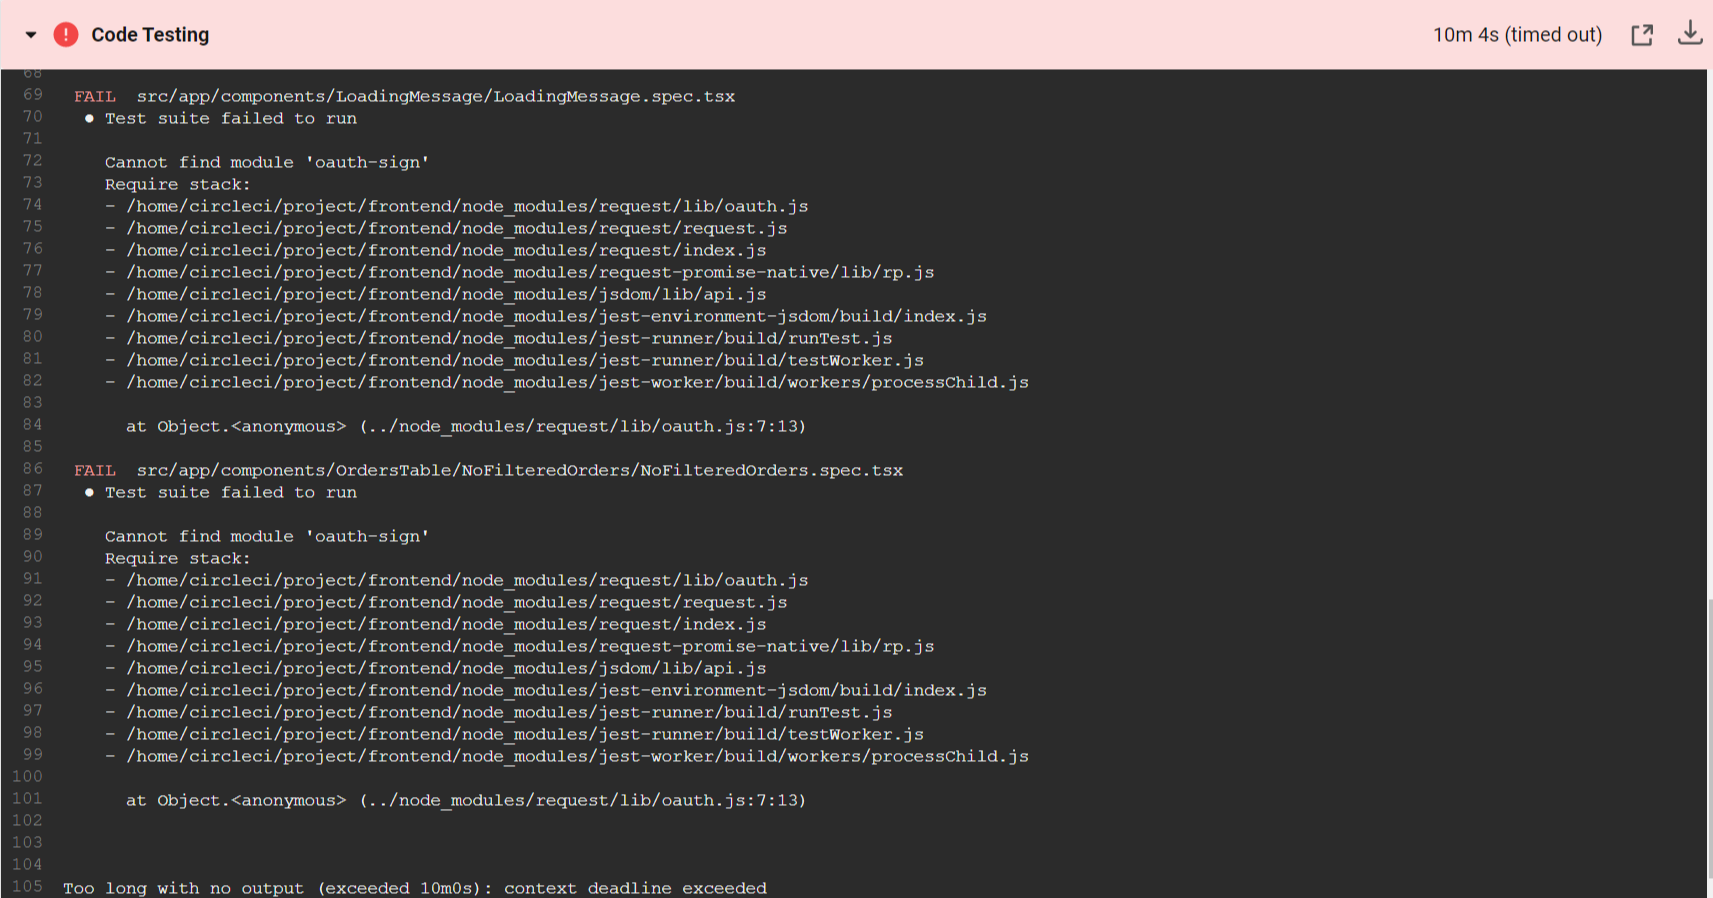 Code Testing 10m 4s (timed out)
68
69 FAIL src/app/components/LoadingMessage/LoadingMessage.spec.tsx
70 ● Test suite failed to run
71
72 Cannot find module 'oauth-sign'
73 Require stack:
74 - /home/circleci/project/frontend/node_modules/request/lib/oauth.js
75 - /home/circleci/project/frontend/node_modules/request/request.js
76 - /home/circleci/project/frontend/node_modules/request/index.js
77 - /home/circleci/project/frontend/node_modules/request-promise-native/lib/rp.js
78 - /home/circleci/project/frontend/node_modules/jsdom/lib/api.js
79 - /home/circleci/project/frontend/node_modules/jest-environment-jsdom/build/index.js
80 - /home/circleci/project/frontend/node_modules/jest-runner/build/runTest.js
81 - /home/circleci/project/frontend/node_modules/jest-runner/build/testWorker.js
82 - /home/circleci/project/frontend/node_modules/jest-worker/build/workers/processChild.js
83
84 at Object.<anonymous> (../node_modules/request/lib/oauth.js:7:13)
85
86 FAIL src/app/components/OrdersTable/NoFilteredOrders/NoFilteredOrders.spec.tsx
87 ● Test suite failed to run
88
89 Cannot find module 'oauth-sign'
90 Require stack:
91 - /home/circleci/project/frontend/node_modules/request/lib/oauth.js
92 - /home/circleci/project/frontend/node_modules/request/request.js
93 - /home/circleci/project/frontend/node_modules/request/index.js
94 - /home/circleci/project/frontend/node_modules/request-promise-native/lib/rp.js
95 - /home/circleci/project/frontend/node_modules/jsdom/lib/api.js
96 - /home/circleci/project/frontend/node_modules/jest-environment-jsdom/build/index.js
97 - /home/circleci/project/frontend/node_modules/jest-runner/build/runTest.js
98 - /home/circleci/project/frontend/node_modules/jest-runner/build/testWorker.js
99 - /home/circleci/project/frontend/node_modules/jest-worker/build/workers/processChild.js
100
101 at Object.<anonymous> (../node_modules/request/lib/oauth.js:7:13)
102
103
104
105 Too long with no output (exceeded 10m0s): context deadline exceeded